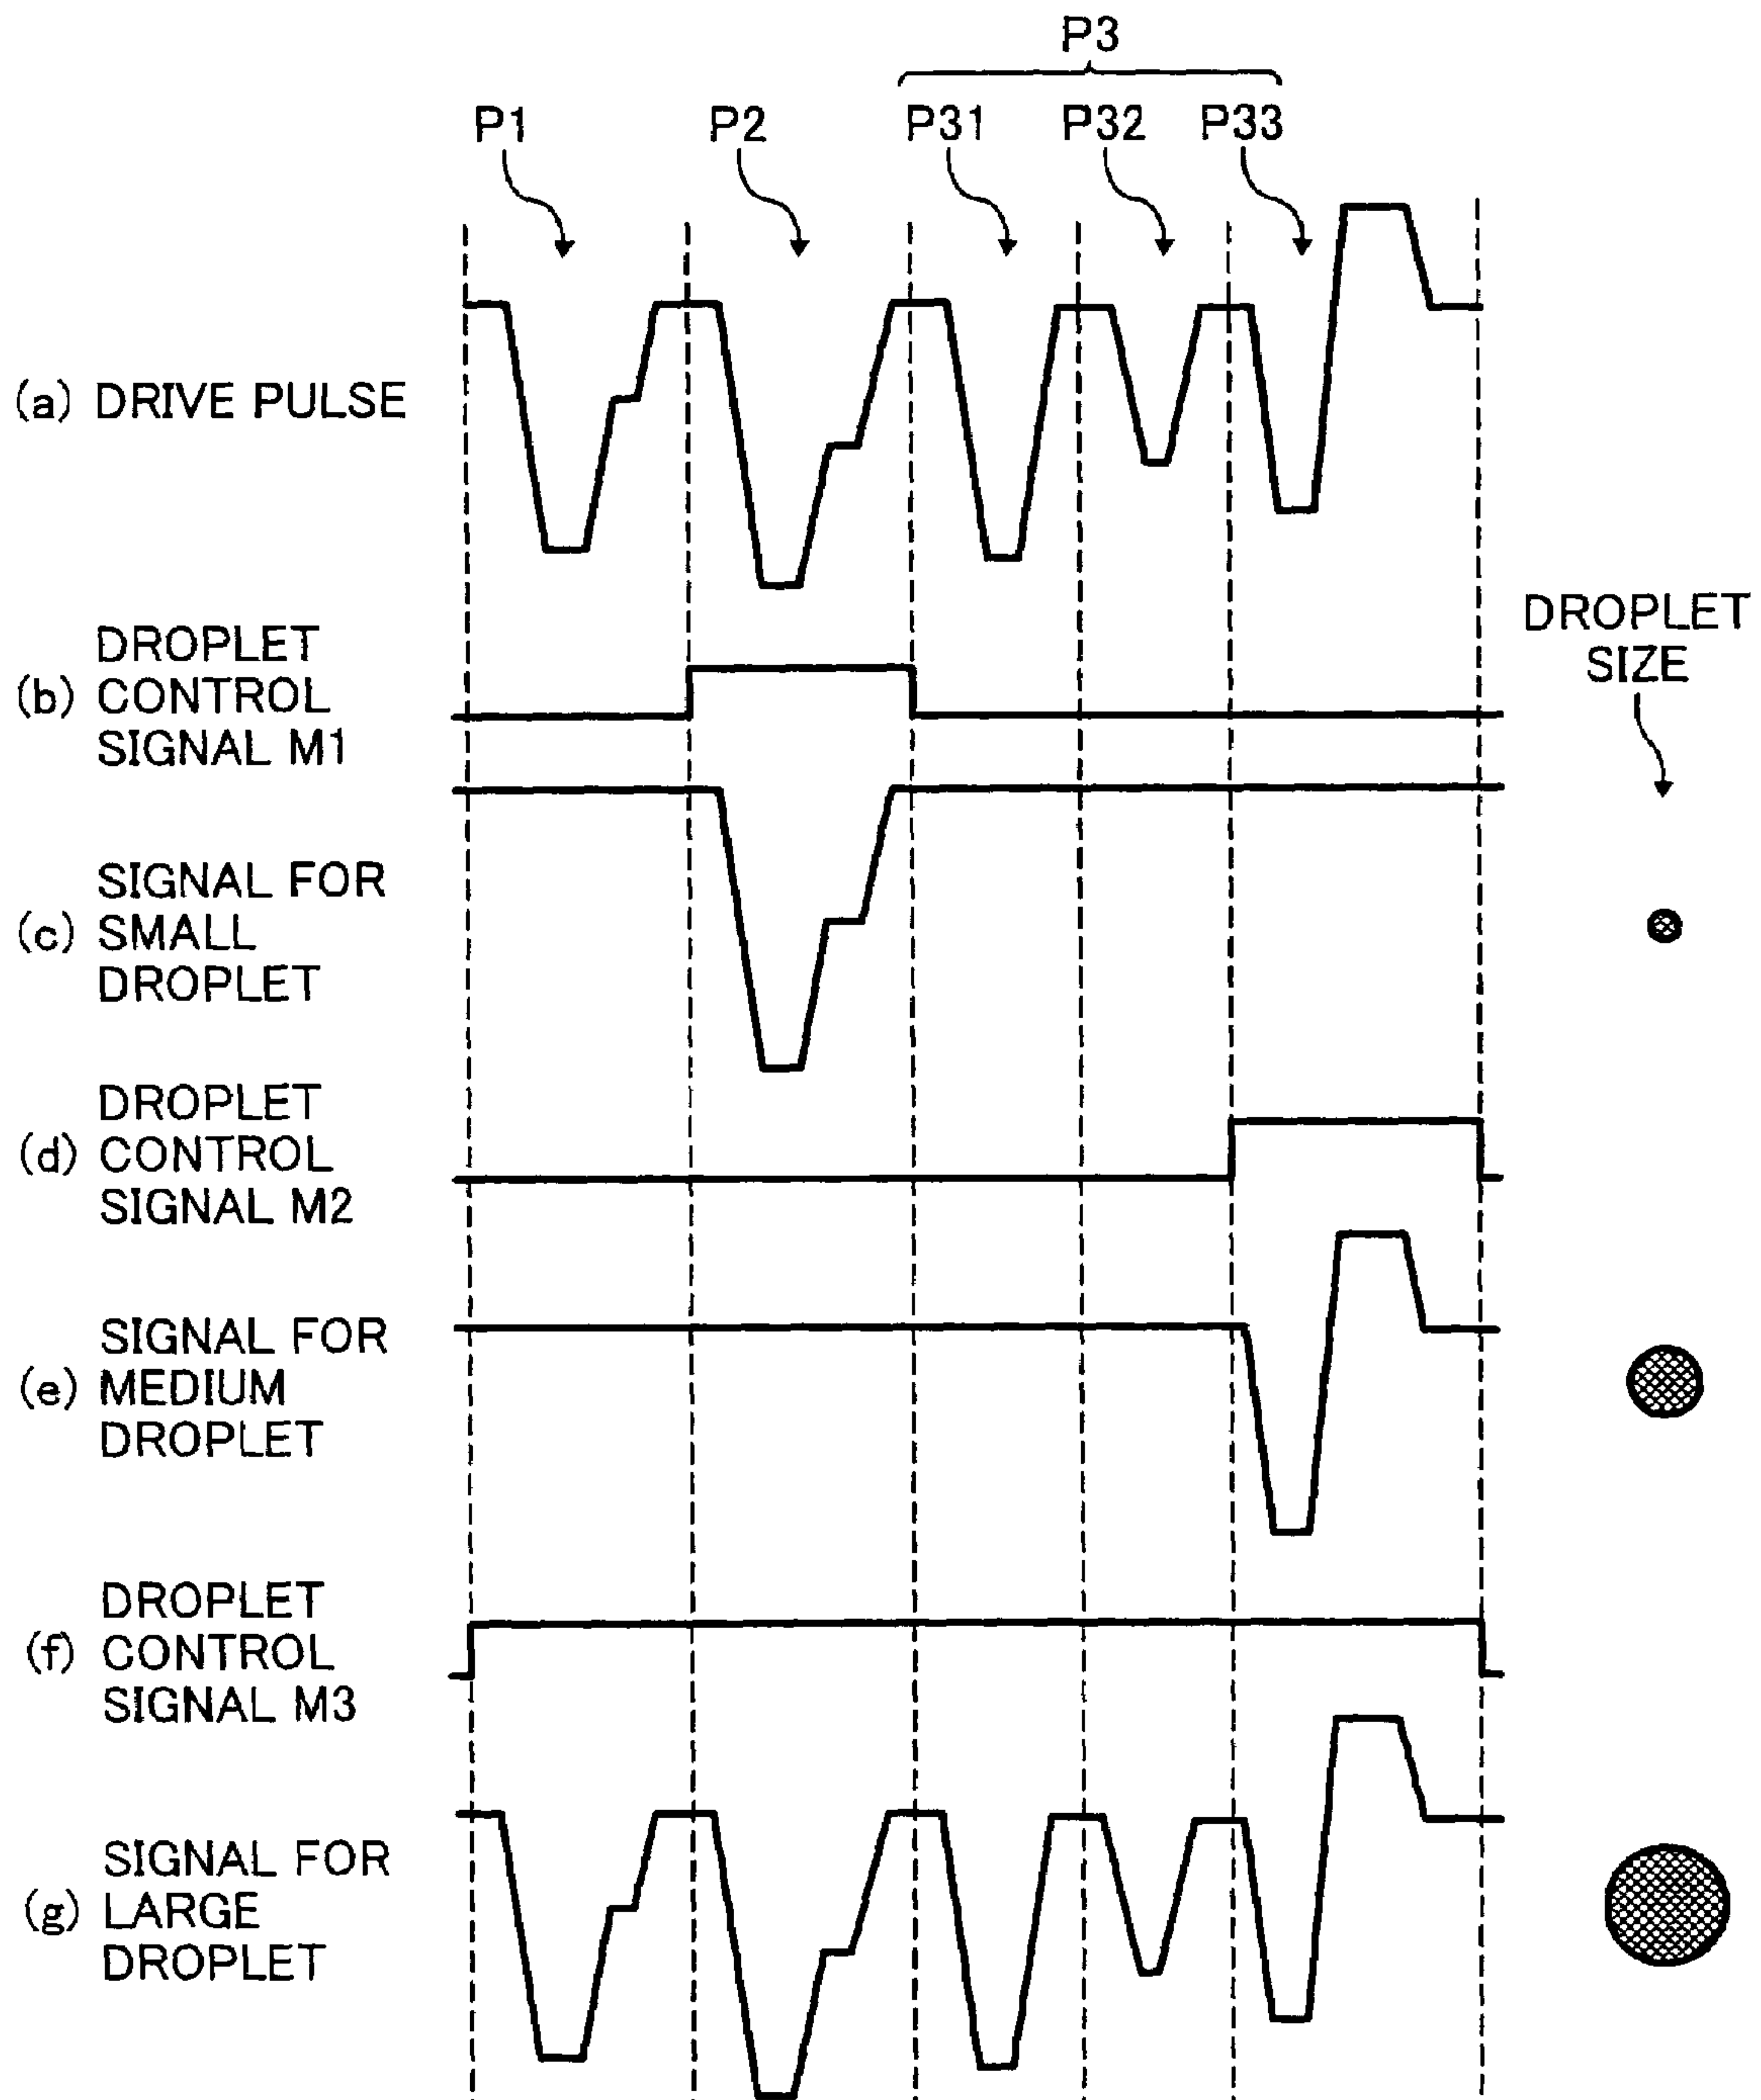 P3
P1 P2 P31 P32 P33
(a) DRIVE PULSE
DROPLET
(b) CONTROL
SIGNAL M1
DROPLET
SIZE
SIGNAL FOR
(c) SMALL
DROPLET
DROPLET
(d) CONTROL
SIGNAL M2
SIGNAL FOR
(e) MEDIUM
DROPLET
DROPLET
(f) CONTROL
SIGNAL M3
SIGNAL FOR
(g) LARGE
DROPLET